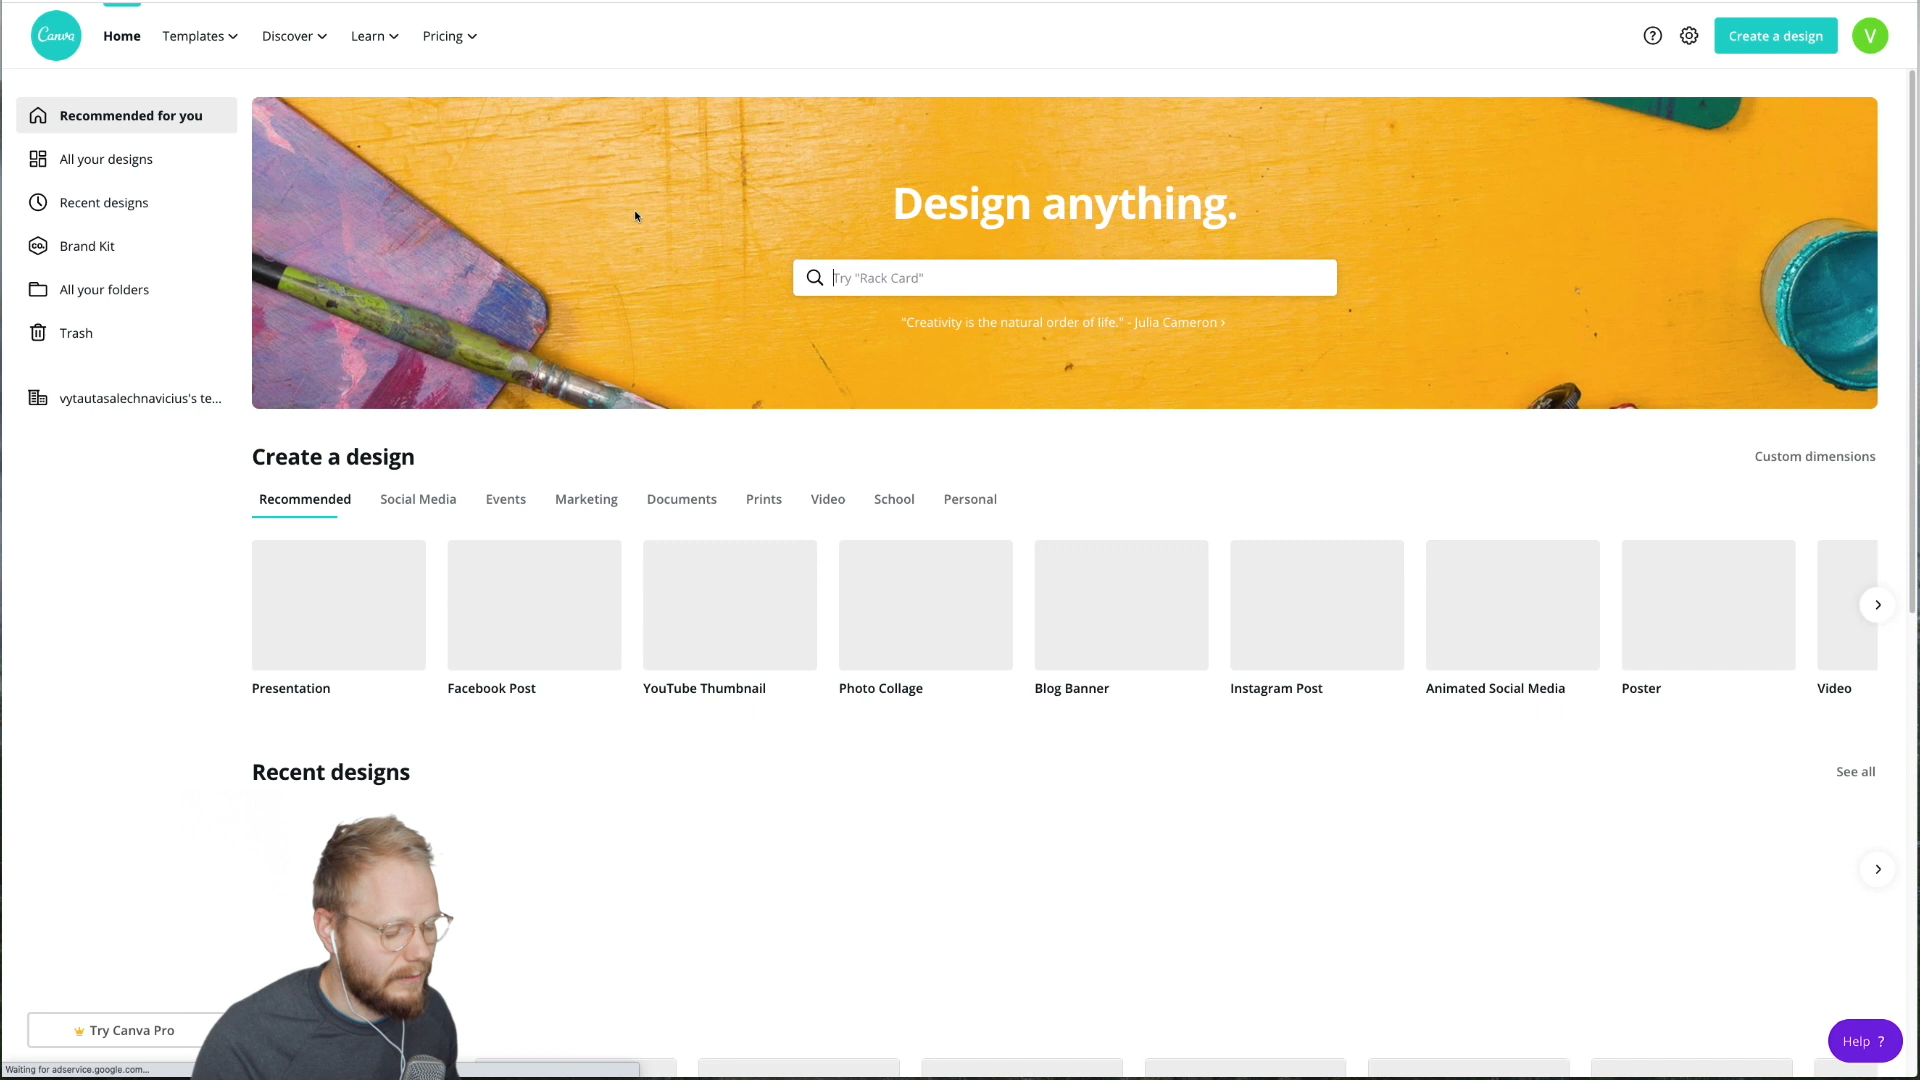 Canva
Home
Templates
Discover
Learn
Pricing
Create a design
V
Recommended for you
All your designs
Recent designs
Brand Kit
All your folders
Trash
vytautasalechnavicius's te...
Design anything.
Try "Rack Card"
"Creativity is the natural order of life." - Julia Cameron ›
Create a design
Custom dimensions
Recommended
Social Media
Events
Marketing
Documents
Prints
Video
School
Personal
Presentation
Facebook Post
YouTube Thumbnail
Photo Collage
Blog Banner
Instagram Post
Animated Social Media
Poster
Video
Recent designs
See all
Try Canva Pro
Help ?
Waiting for adservice.google.com...